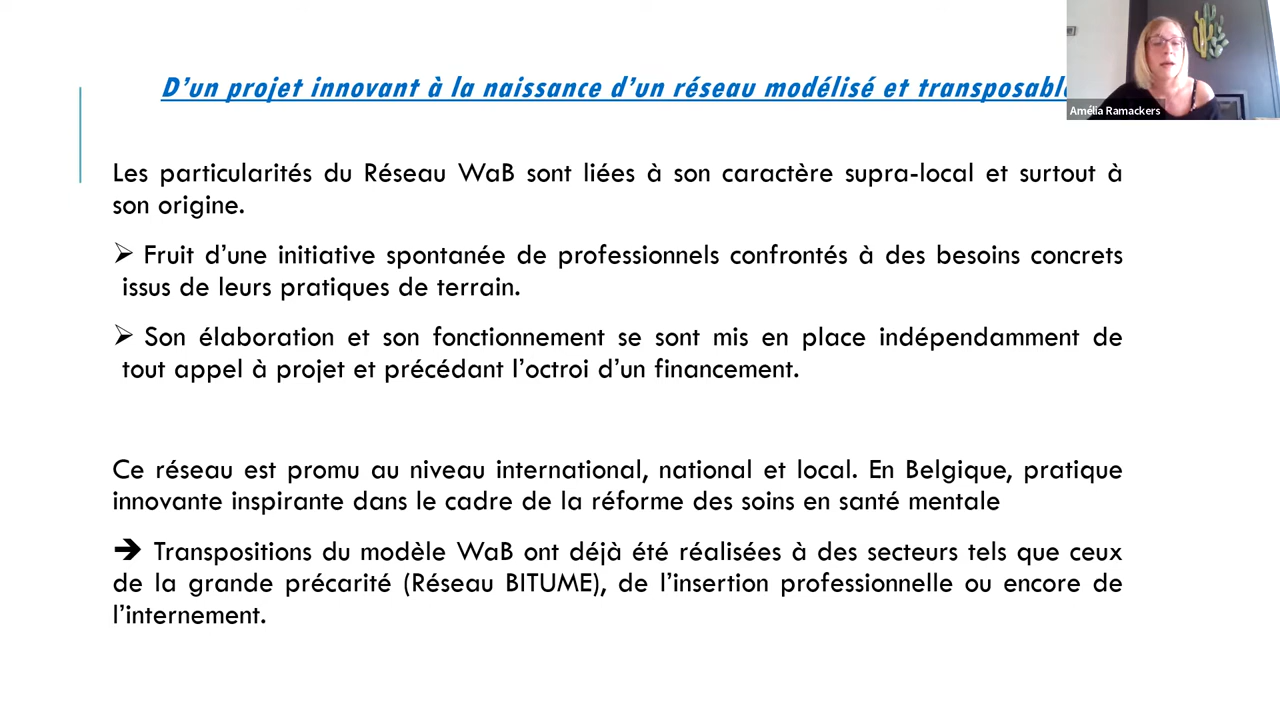 D’un projet innovant à la naissance d’un réseau modélisé et transposable
Amélia Ramackers
Les particularités du Réseau WaB sont liées à son caractère supra-local et surtout à
son origine.
➢ Fruit d’une initiative spontanée de professionnels confrontés à des besoins concrets
issus de leurs pratiques de terrain.
➢ Son élaboration et son fonctionnement se sont mis en place indépendamment de
tout appel à projet et précédant l’octroi d’un financement.
Ce réseau est promu au niveau international, national et local. En Belgique, pratique
innovante inspirante dans le cadre de la réforme des soins en santé mentale
➔ Transpositions du modèle WaB ont déjà été réalisées à des secteurs tels que ceux
de la grande précarité (Réseau BITUME), de l’insertion professionnelle ou encore de
l’internement.